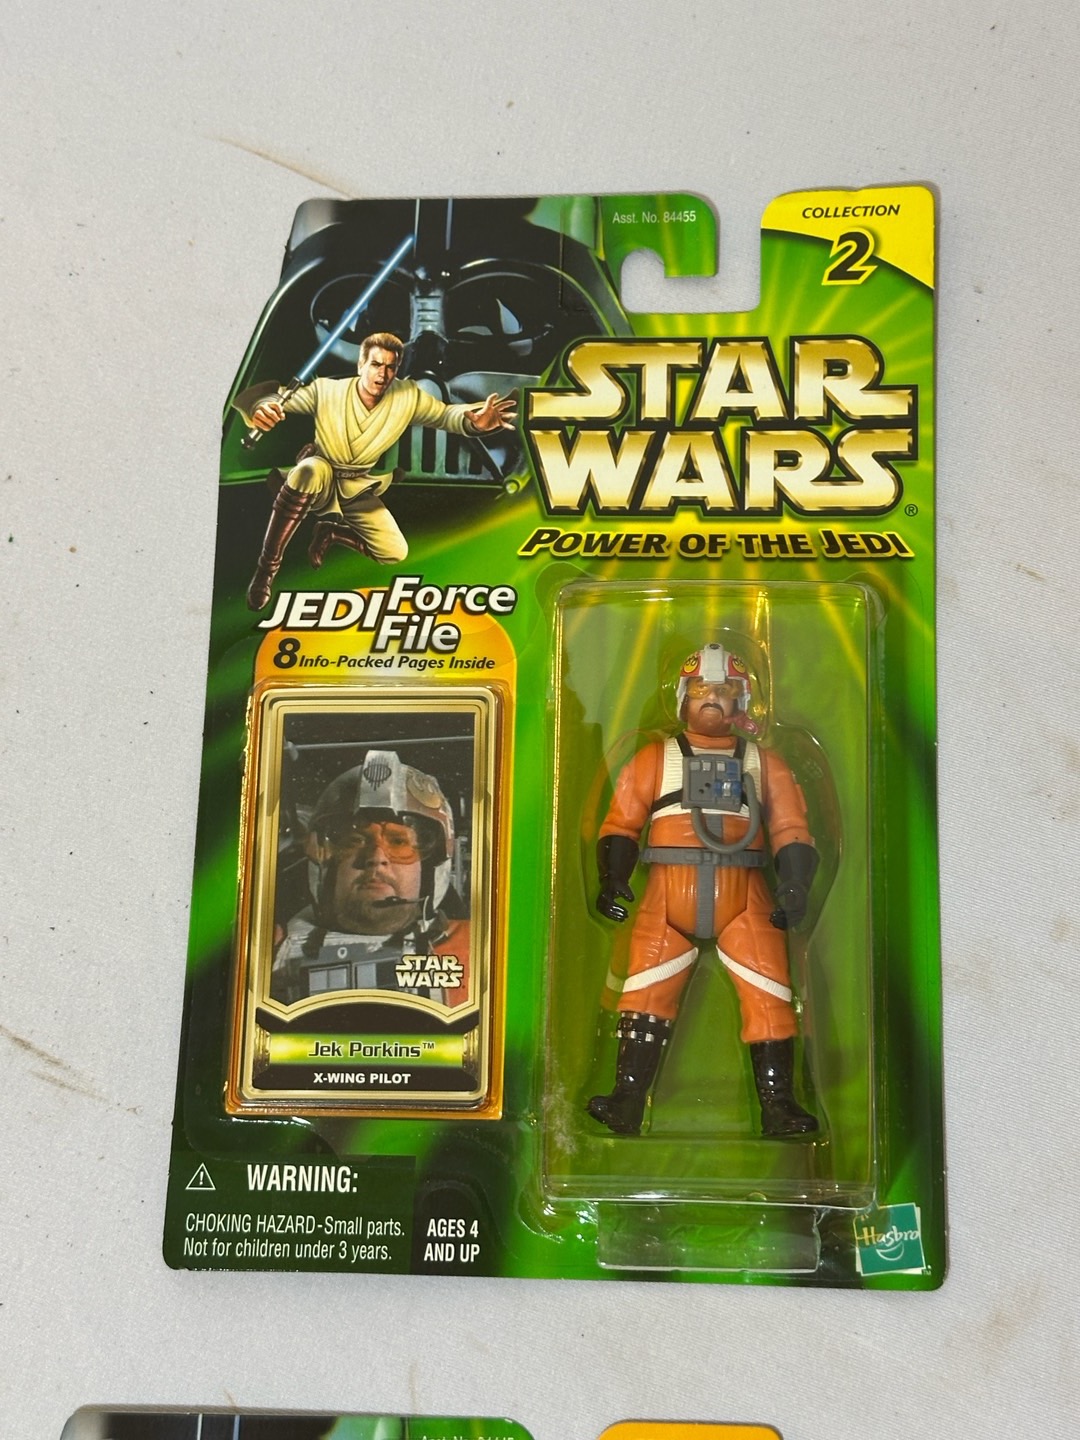 Asst. No. 84455
COLLECTION
2
STAR
WARS®
POWER OF THE JEDI
JEDI Force
File
8 Info-Packed Pages Inside
STAR
WARS
Jek Porkins™
X-WING PILOT
⚠ WARNING:
CHOKING HAZARD-Small parts.
Not for children under 3 years.
AGES 4
AND UP
Hasbro
™